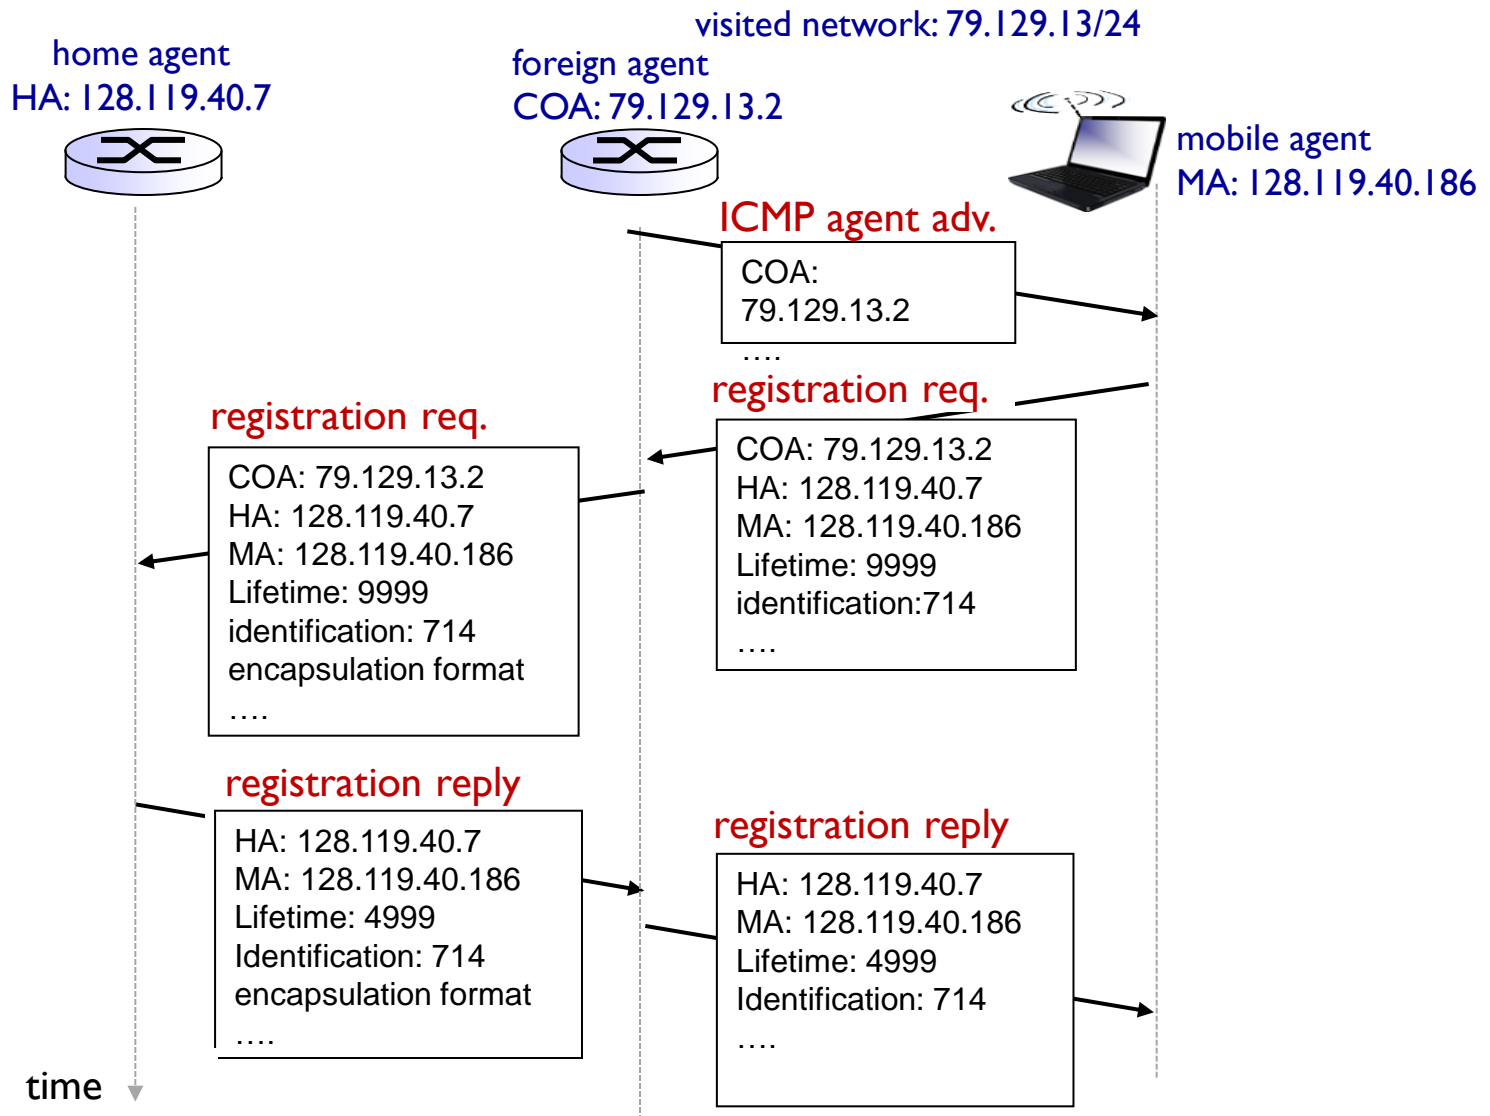 visited network: 79.129.13/24
home agent
HA: 128.119.40.7
foreign agent
COA: 79.129.13.2
mobile agent
MA: 128.119.40.186
ICMP agent adv.
COA:
79.129.13.2
….
registration req.
COA: 79.129.13.2
HA: 128.119.40.7
MA: 128.119.40.186
Lifetime: 9999
identification:714
….
registration req.
COA: 79.129.13.2
HA: 128.119.40.7
MA: 128.119.40.186
Lifetime: 9999
identification: 714
encapsulation format
….
registration reply
HA: 128.119.40.7
MA: 128.119.40.186
Lifetime: 4999
Identification: 714
encapsulation format
….
registration reply
HA: 128.119.40.7
MA: 128.119.40.186
Lifetime: 4999
Identification: 714
….
time